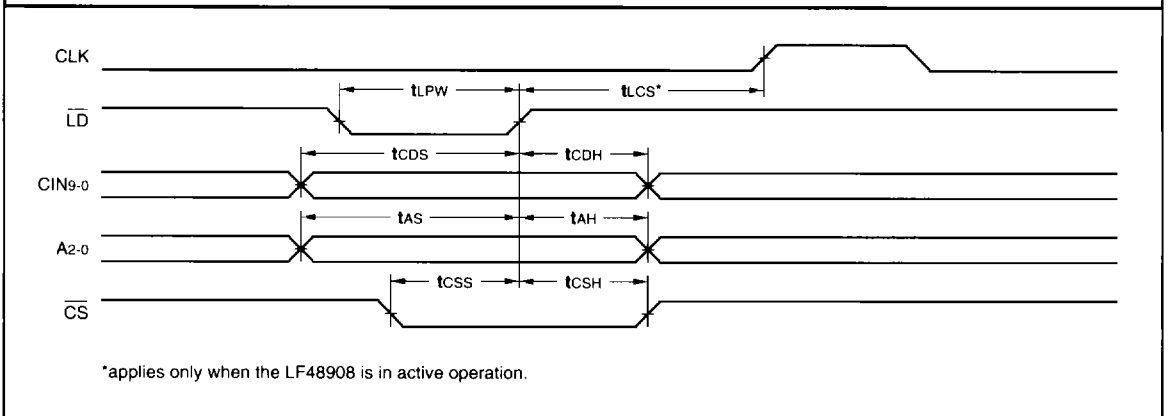 CLK
tLPW
tLCS*
LD
tCDS
tCDH
CIN9-0
tAS
tAH
A2-0
tCSS
tCSH
CS
*applies only when the LF48908 is in active operation.